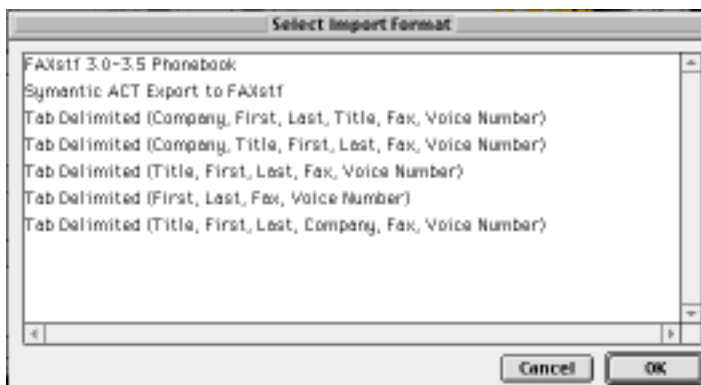 Select Import Format
FAXstf 3.0-3.5 Phonebook
Symantic ACT Export to FAXstf
Tab Delimited (Company, First, Last, Title, Fax, Voice Number)
Tab Delimited (Company, Title, First, Last, Fax, Voice Number)
Tab Delimited (Title, First, Last, Fax, Voice Number)
Tab Delimited (First, Last, Fax, Voice Number)
Tab Delimited (Title, First, Last, Company, Fax, Voice Number)
Cancel OK